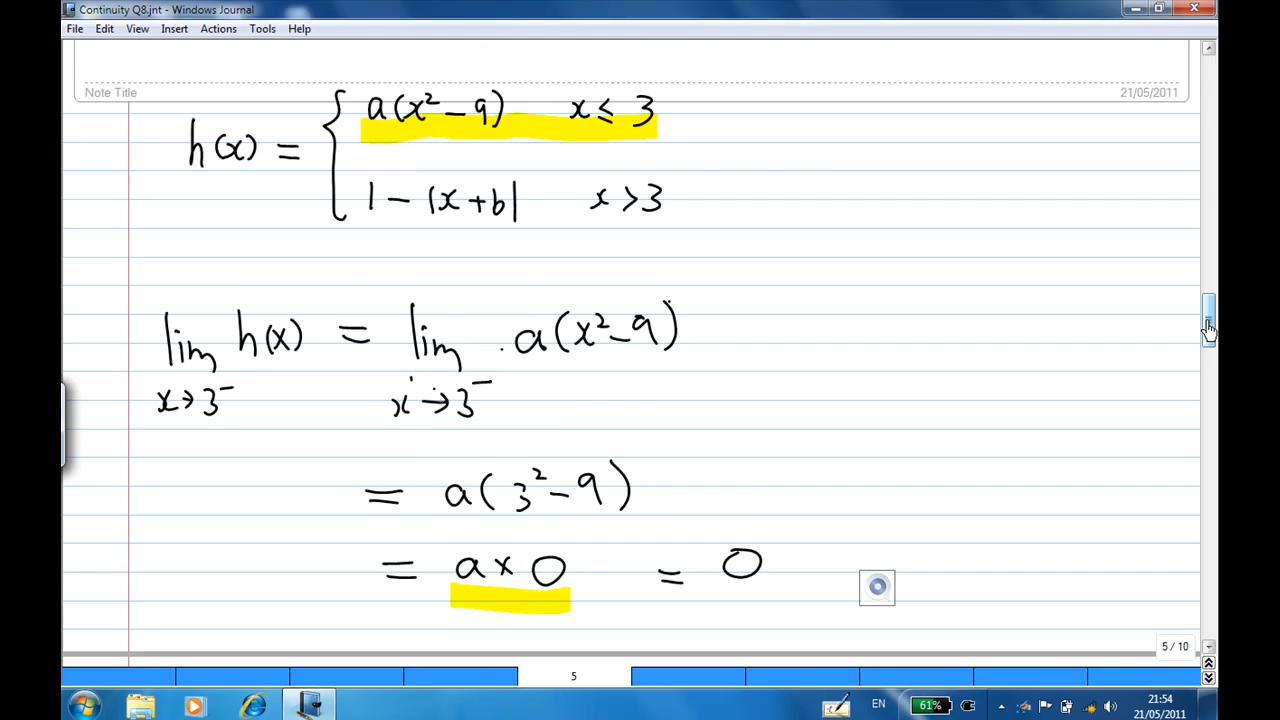 Continuity Q8.jnt - Windows Journal
File Edit View Insert Actions Tools Help
Note Title 21/05/2011
h(x) = { a(x² - 9) x ≤ 3
1 - |x + b| x > 3
lim h(x) = lim a(x² - 9)
x → 3⁻ x → 3⁻
= a(3² - 9)
= a × 0 = 0
5 / 10
5
EN 61% 21:54
21/05/2011